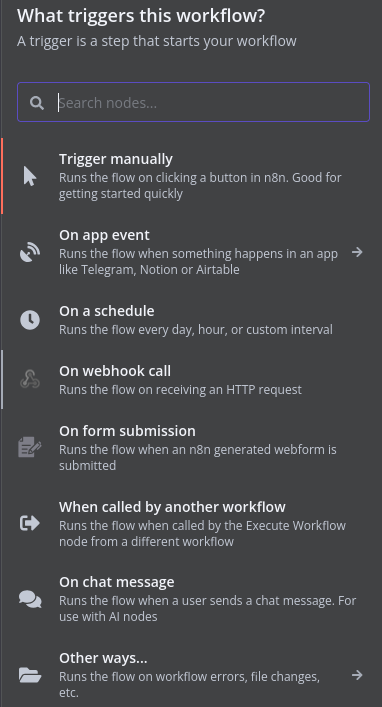 What triggers this workflow?
A trigger is a step that starts your workflow
Search nodes...
Trigger manually
Runs the flow on clicking a button in n8n. Good for
getting started quickly
On app event
Runs the flow when something happens in an app
like Telegram, Notion or Airtable
On a schedule
Runs the flow every day, hour, or custom interval
On webhook call
Runs the flow on receiving an HTTP request
On form submission
Runs the flow when an n8n generated webform is
submitted
When called by another workflow
Runs the flow when called by the Execute Workflow
node from a different workflow
On chat message
Runs the flow when a user sends a chat message. For
use with AI nodes
Other ways...
Runs the flow on workflow errors, file changes,
etc.